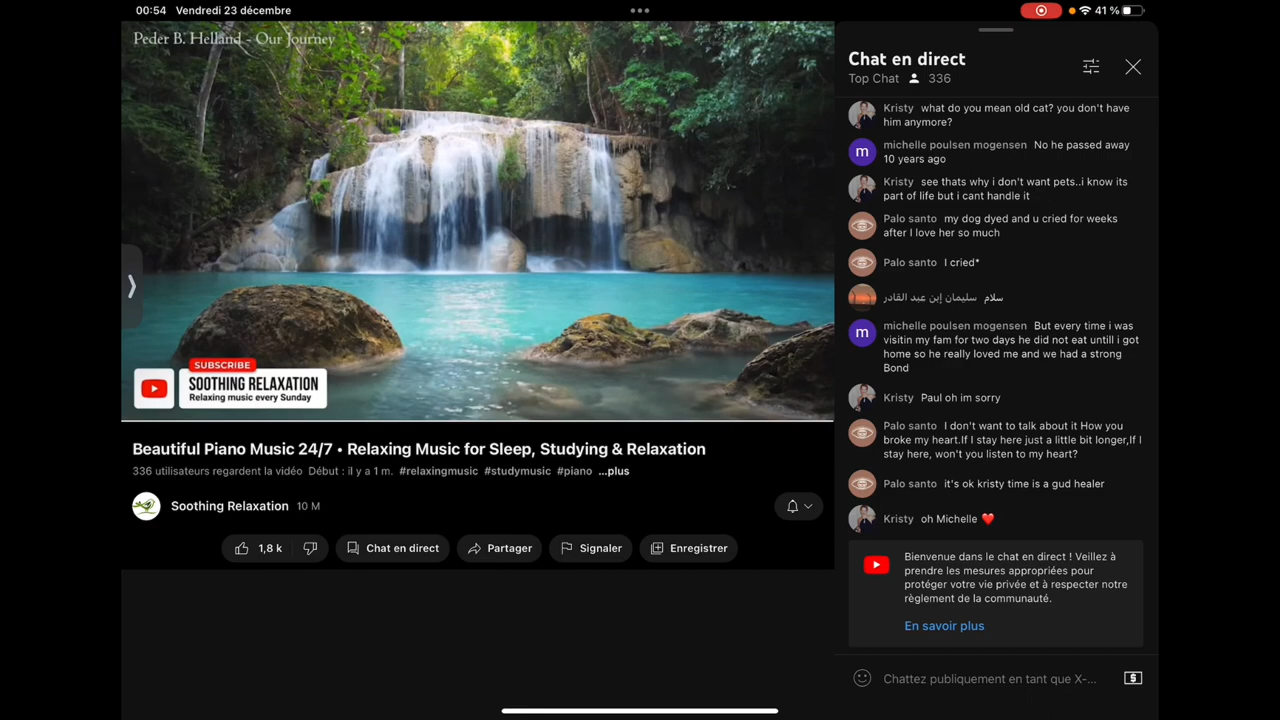 00:54 Vendredi 23 décembre
41 %
Peder B. Helland - Our Journey
SUBSCRIBE
SOOTHING RELAXATION
Relaxing music every Sunday
Beautiful Piano Music 24/7 • Relaxing Music for Sleep, Studying & Relaxation
336 utilisateurs regardent la vidéo Début : il y a 1 m. #relaxingmusic #studymusic #piano ...plus
Soothing Relaxation 10 M
1,8 k
Chat en direct
Partager
Signaler
Enregistrer
Chat en direct
Top Chat 336
Kristy what do you mean old cat? you don't have
him anymore?
michelle poulsen mogensen No he passed away
10 years ago
Kristy see thats why i don't want pets..i know its
part of life but i cant handle it
Palo santo my dog dyed and u cried for weeks
after I love her so much
Palo santo I cried*
سليمان إبن عبد القادر سلام
michelle poulsen mogensen But every time i was
visitin my fam for two days he did not eat untill i got
home so he really loved me and we had a strong
Bond
Kristy Paul oh im sorry
Palo santo I don't want to talk about it How you
broke my heart.If I stay here just a little bit longer,If I
stay here, won't you listen to my heart?
Palo santo it's ok kristy time is a gud healer
Kristy oh Michelle ❤️
Bienvenue dans le chat en direct ! Veillez à
prendre les mesures appropriées pour
protéger votre vie privée et à respecter notre
règlement de la communauté.
En savoir plus
Chattez publiquement en tant que X-...